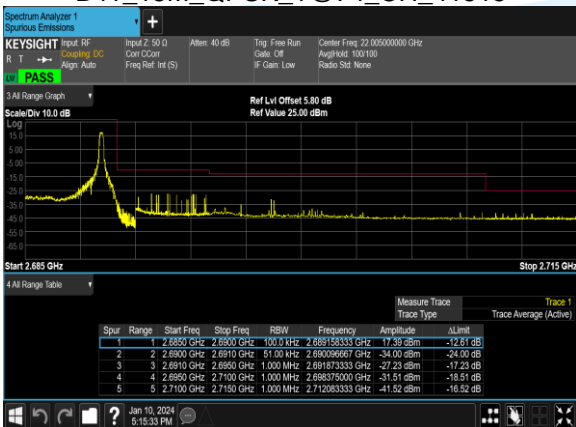 Spectrum Analyzer 1
Spurious Emissions
+
KEYSIGHT
R T
LW PASS
Input: RF
Coupling: DC
Align: Auto
Input Z: 50 Ω
Corr CCorr
Freq Ref: Int (S)
Atten: 40 dB
Trig: Free Run
Gate: Off
IF Gain: Low
Center Freq: 22.005000000 GHz
Avg|Hold: 100/100
Radio Std: None
3 All Range Graph
Scale/Div 10.0 dB
Ref Lvl Offset 5.80 dB
Ref Value 25.00 dBm
Log
15.0
5.00
-5.00
-15.0
-25.0
-35.0
-45.0
-55.0
-65.0
Start 2.685 GHz
Stop 2.715 GHz
4 All Range Table
Measure Trace Trace 1
Trace Type Trace Average (Active)
Spur Range Start Freq Stop Freq RBW Frequency Amplitude ΔLimit
1 1 2.6850 GHz 2.6900 GHz 100.0 kHz 2.689158333 GHz 17.39 dBm -12.61 dB
2 2 2.6900 GHz 2.6910 GHz 51.00 kHz 2.690096667 GHz -34.00 dBm -24.00 dB
3 3 2.6910 GHz 2.6950 GHz 1.000 MHz 2.691873333 GHz -27.23 dBm -17.23 dB
4 4 2.6950 GHz 2.7100 GHz 1.000 MHz 2.698375000 GHz -31.51 dBm -18.51 dB
5 5 2.7100 GHz 2.7150 GHz 1.000 MHz 2.712083333 GHz -41.52 dBm -16.52 dB
?
Jan 10, 2024
5:15:33 PM